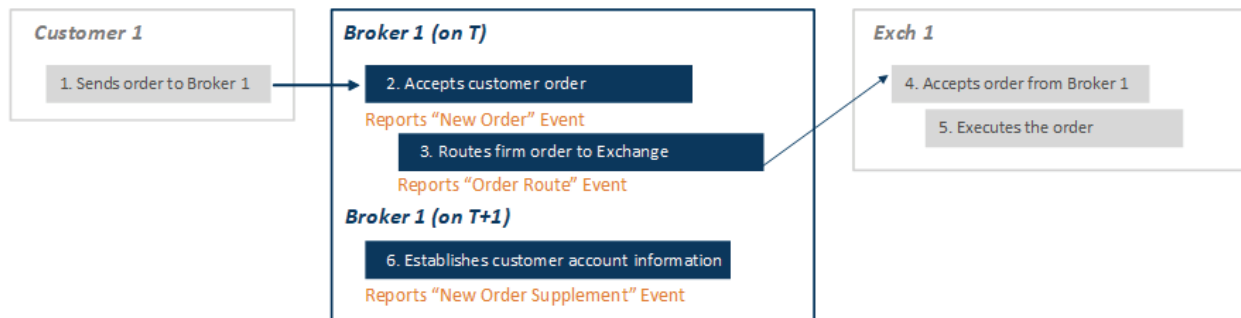 Customer 1
1. Sends order to Broker 1
Broker 1 (on T)
2. Accepts customer order
Reports “New Order” Event
3. Routes firm order to Exchange
Reports “Order Route” Event
Broker 1 (on T+1)
6. Establishes customer account information
Reports “New Order Supplement” Event
Exch 1
4. Accepts order from Broker 1
5. Executes the order